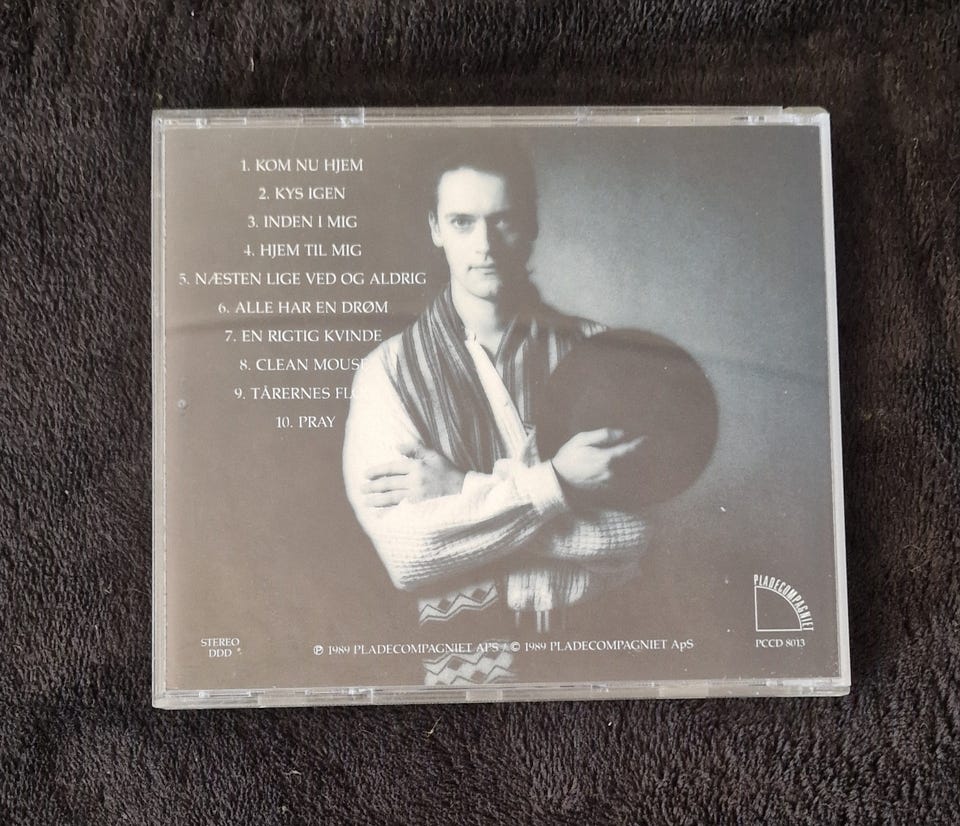 1. KOM NU HJEM
2. KYS IGEN
3. INDEN I MIG
4. HJEM TIL MIG
5. NÆSTEN LIGE VED OG ALDRIG
6. ALLE HAR EN DRØM
7. EN RIGTIG KVINDE
8. CLEAN MOUSE
9. TÅRERNES
10. PRAY
PLADECOMPAGNIET
STEREO
DDD
℗ 1989 PLADECOMPAGNIET APS / © 1989 PLADECOMPAGNIET ApS
PCCD 8013